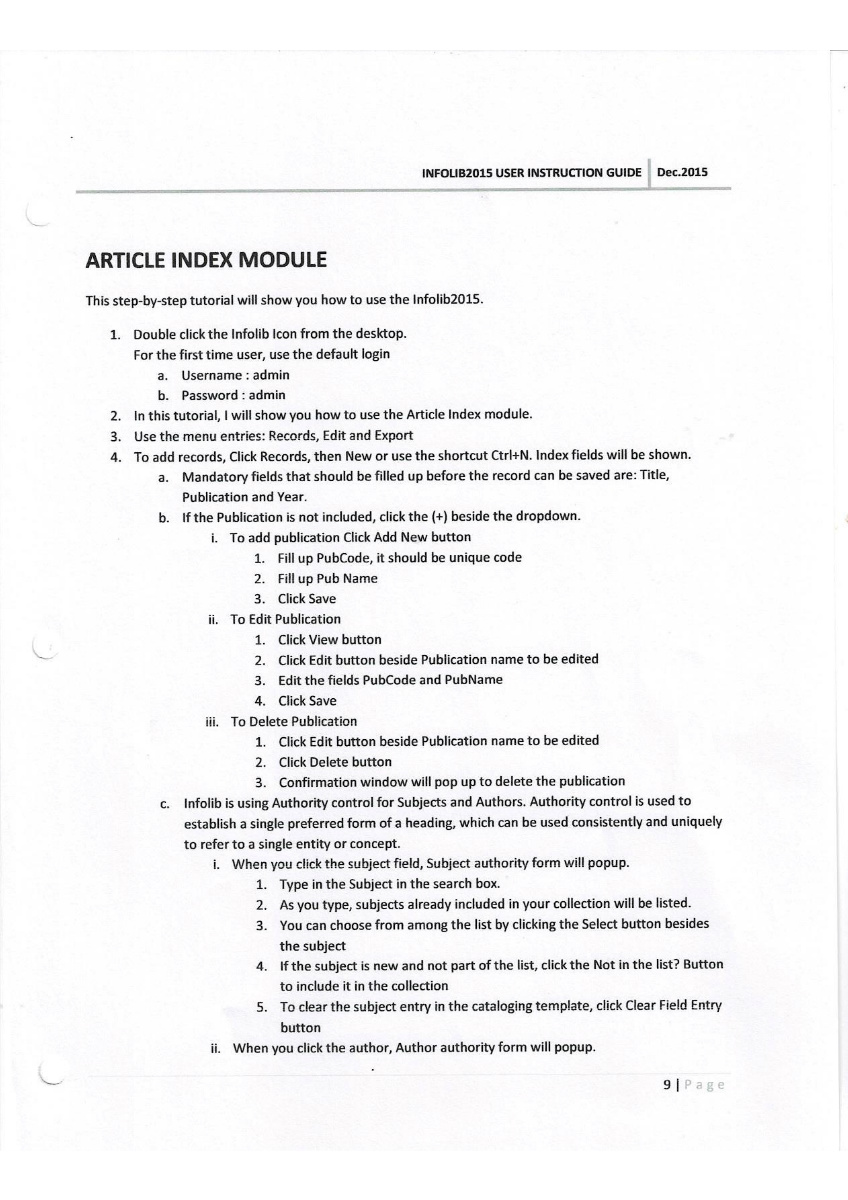 INFOLIB2015 USER INSTRUCTION GUIDE Dec.2015
ARTICLE INDEX MODULE
This step-by-step tutorial will show you how to use the Infolib2015.
1. Double click the Infolib Icon from the desktop.
For the first time user, use the default login
a. Username : admin
b. Password : admin
2. In this tutorial, I will show you how to use the Article Index module.
3. Use the menu entries: Records, Edit and Export
4. To add records, Click Records, then New or use the shortcut Ctrl+N. Index fields will be shown.
a. Mandatory fields that should be filled up before the record can be saved are: Title,
Publication and Year.
b. If the Publication is not included, click the (+) beside the dropdown.
i. To add publication Click Add New button
1. Fill up PubCode, it should be unique code
2. Fill up Pub Name
3. Click Save
ii. To Edit Publication
1. Click View button
2. Click Edit button beside Publication name to be edited
3. Edit the fields PubCode and PubName
4. Click Save
iii. To Delete Publication
1. Click Edit button beside Publication name to be edited
2. Click Delete button
3. Confirmation window will pop up to delete the publication
c. Infolib is using Authority control for Subjects and Authors. Authority control is used to
establish a single preferred form of a heading, which can be used consistently and uniquely
to refer to a single entity or concept.
i. When you click the subject field, Subject authority form will popup.
1. Type in the Subject in the search box.
2. As you type, subjects already included in your collection will be listed.
3. You can choose from among the list by clicking the Select button besides
the subject
4. If the subject is new and not part of the list, click the Not in the list? Button
to include it in the collection
5. To clear the subject entry in the cataloging template, click Clear Field Entry
button
ii. When you click the author, Author authority form will popup.
9 | Page